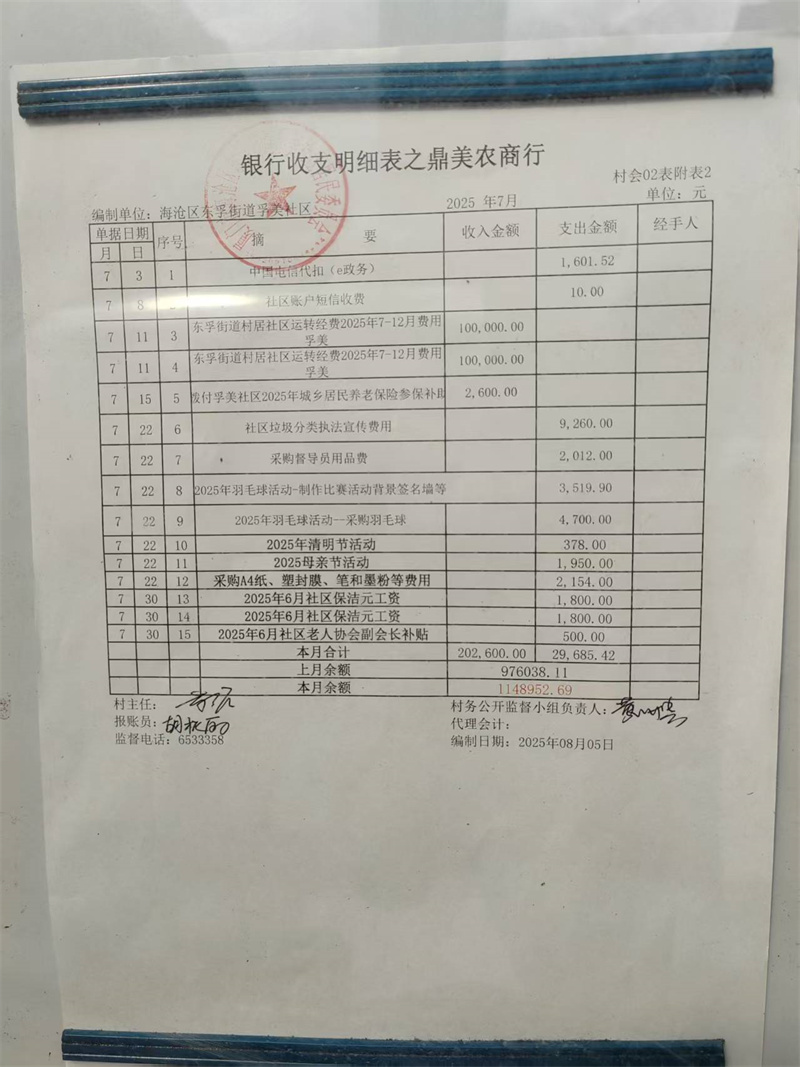 银行收支明细表之鼎美农商行
村会02表附表2
编制单位：海沧区东孚街道孚美社区 2025 年7月 单位：元
单据日期 序号 摘 要 收入金额 支出金额 经手人
月 日
7 3 1 中国电信代扣（e政务） 1,601.52
7 8 社区账户短信收费 10.00
7 11 3 东孚街道村居社区运转经费2025年7-12月费用 100,000.00
孚美
7 11 4 东孚街道村居社区运转经费2025年7-12月费用 100,000.00
孚美
7 15 5 拨付孚美社区2025年城乡居民养老保险参保补助 2,600.00
7 22 6 社区垃圾分类执法宣传费用 9,260.00
7 22 7 采购督导员用品费 2,012.00
7 22 8 2025年羽毛球活动-制作比赛活动背景签名墙等 3,519.90
7 22 9 2025年羽毛球活动--采购羽毛球 4,700.00
7 22 10 2025年清明节活动 378.00
7 22 11 2025母亲节活动 1,950.00
7 22 12 采购A4纸、塑封膜、笔和墨粉等费用 2,154.00
7 30 13 2025年6月社区保洁元工资 1,800.00
7 30 14 2025年6月社区保洁元工资 1,800.00
7 30 15 2025年6月社区老人协会副会长补贴 500.00
本月合计 202,600.00 29,685.42
上月余额 976038.11
本月余额 1148952.69
村主任： 村务公开监督小组负责人：
报账员： 代理会计：
监督电话：6533358 编制日期：2025年08月05日